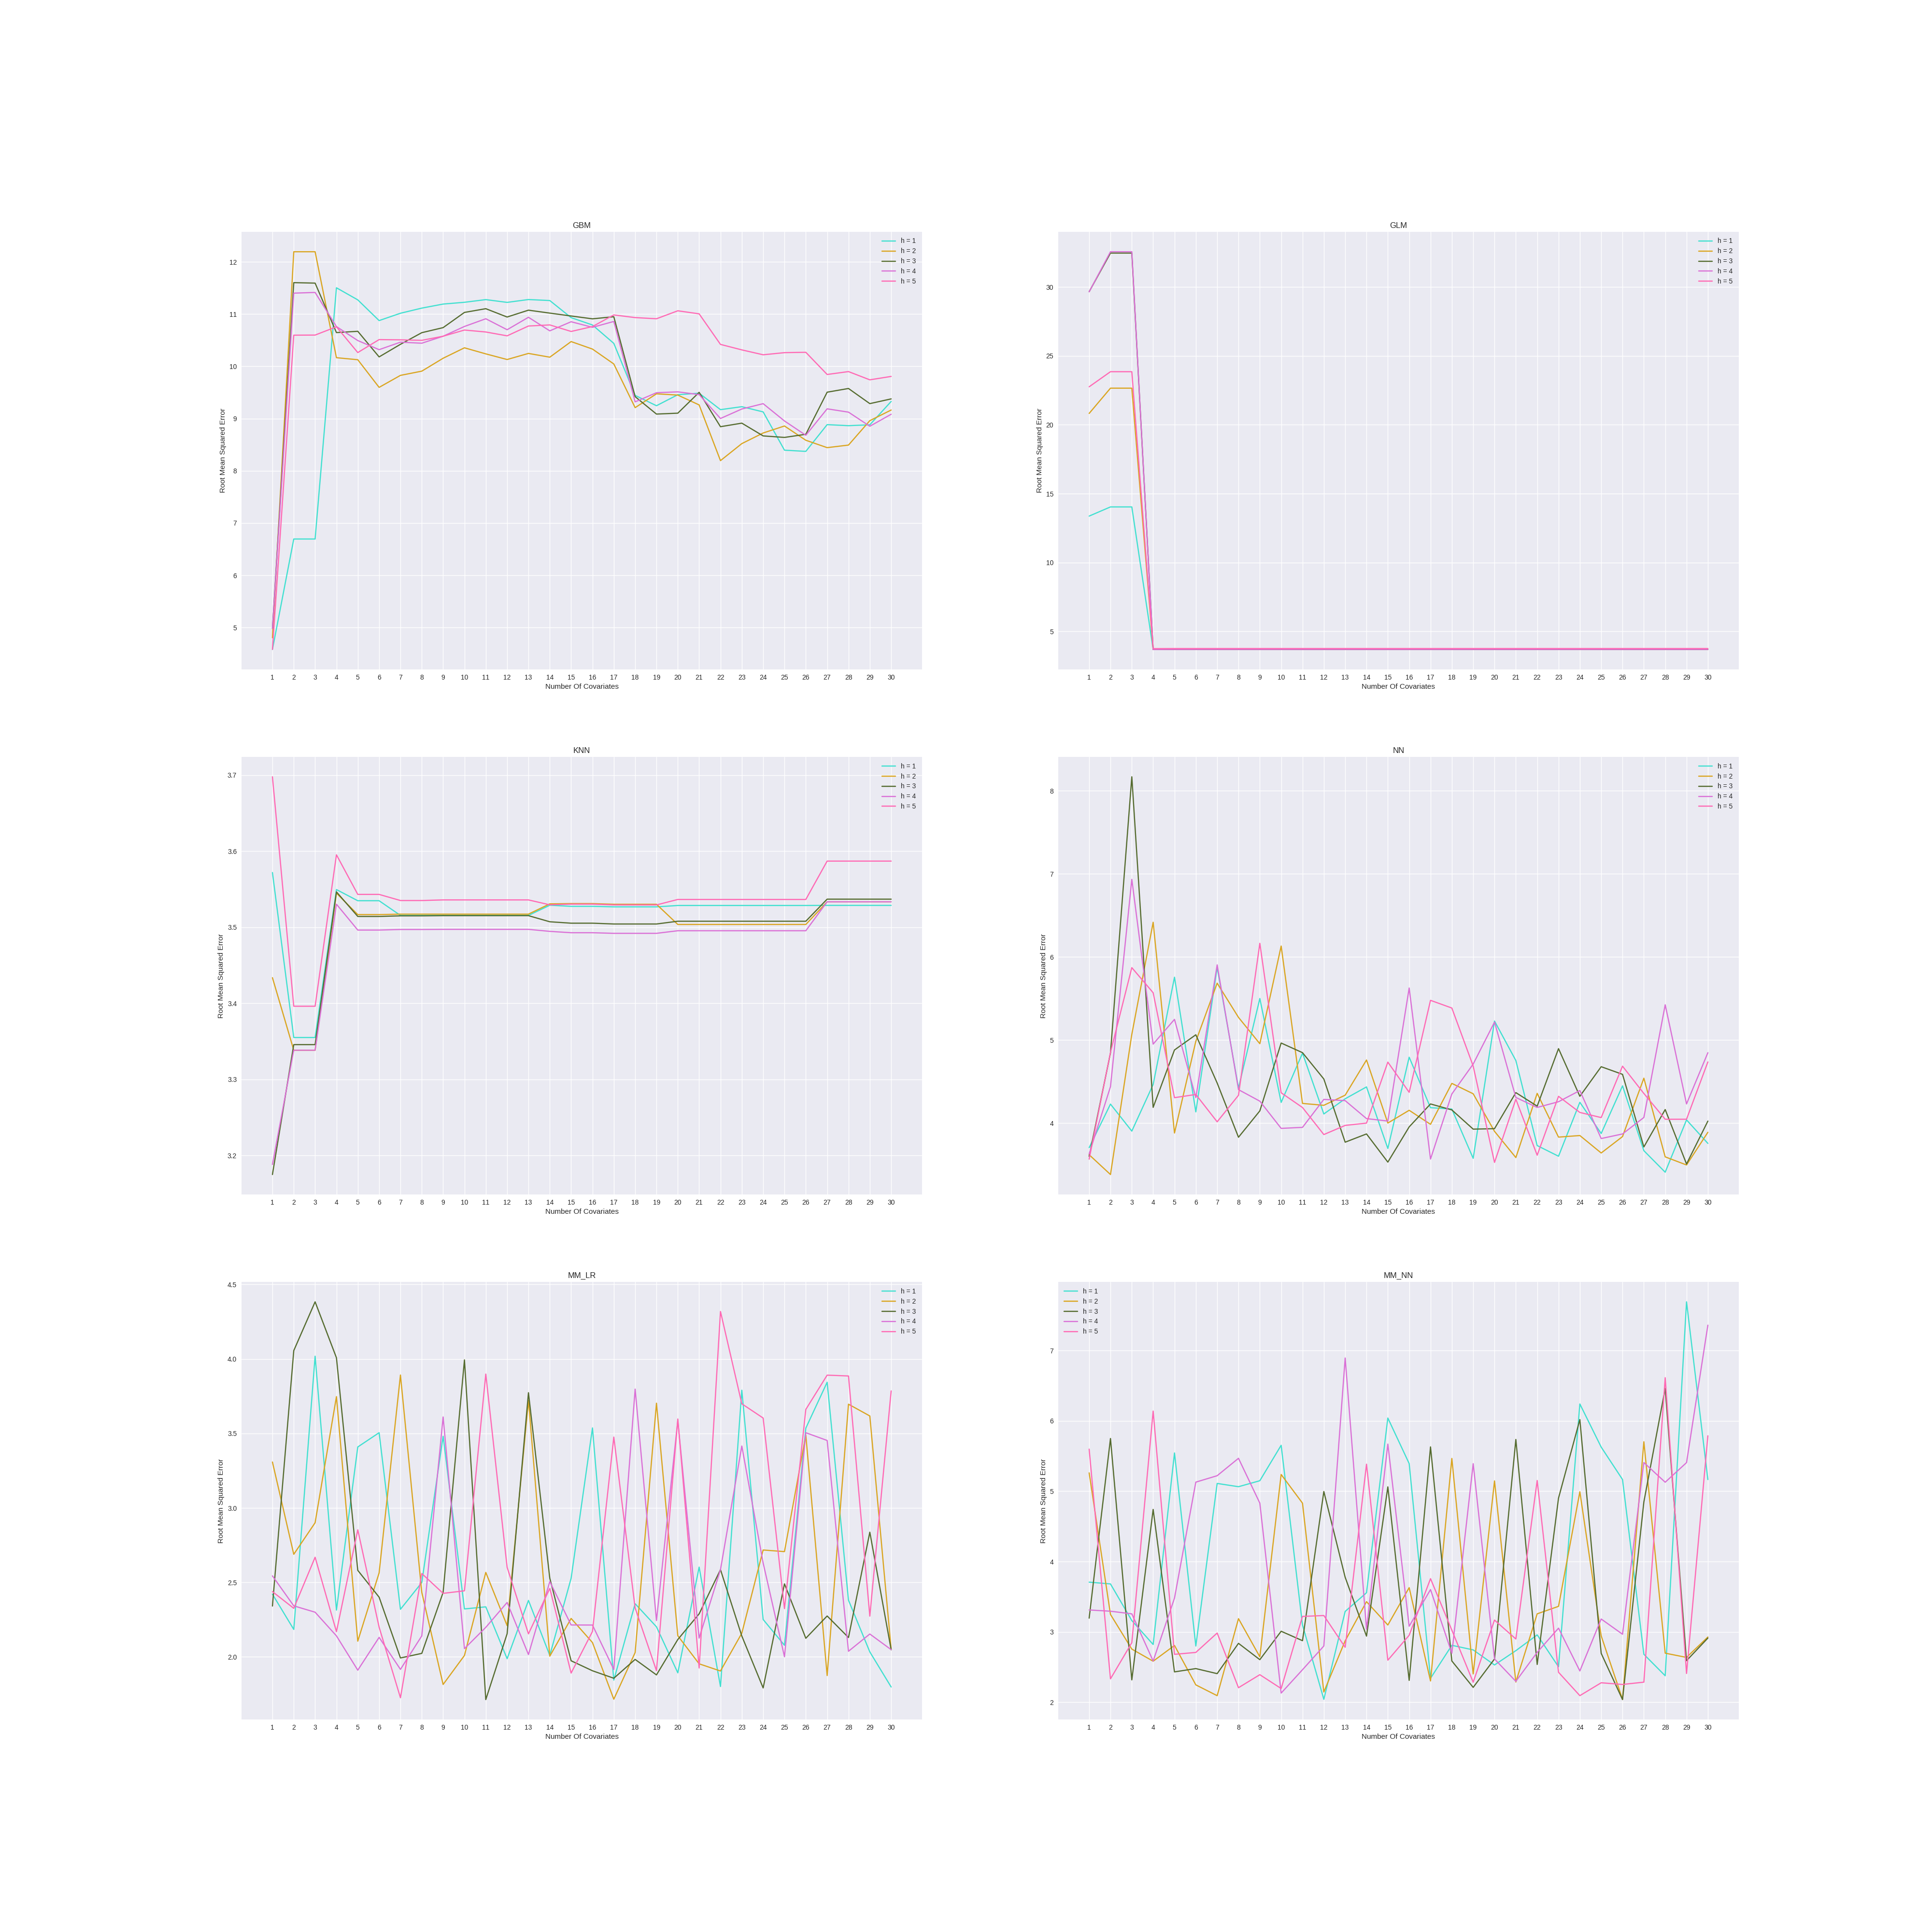 GBM
h = 1
h = 2
h = 3
h = 4
h = 5
12
11
10
9
8
7
6
5
Root Mean Squared Error
1 2 3 4 5 6 7 8 9 10 11 12 13 14 15 16 17 18 19 20 21 22 23 24 25 26 27 28 29 30
Number Of Covariates
GLM
h = 1
h = 2
h = 3
h = 4
h = 5
30
25
20
15
10
5
Root Mean Squared Error
1 2 3 4 5 6 7 8 9 10 11 12 13 14 15 16 17 18 19 20 21 22 23 24 25 26 27 28 29 30
Number Of Covariates
KNN
h = 1
h = 2
h = 3
h = 4
h = 5
3.7
3.6
3.5
3.4
3.3
3.2
Root Mean Squared Error
1 2 3 4 5 6 7 8 9 10 11 12 13 14 15 16 17 18 19 20 21 22 23 24 25 26 27 28 29 30
Number Of Covariates
NN
h = 1
h = 2
h = 3
h = 4
h = 5
8
7
6
5
4
Root Mean Squared Error
1 2 3 4 5 6 7 8 9 10 11 12 13 14 15 16 17 18 19 20 21 22 23 24 25 26 27 28 29 30
Number Of Covariates
MM_LR
h = 1
h = 2
h = 3
h = 4
h = 5
4.5
4.0
3.5
3.0
2.5
2.0
Root Mean Squared Error
1 2 3 4 5 6 7 8 9 10 11 12 13 14 15 16 17 18 19 20 21 22 23 24 25 26 27 28 29 30
Number Of Covariates
MM_NN
h = 1
h = 2
h = 3
h = 4
h = 5
7
6
5
4
3
2
Root Mean Squared Error
1 2 3 4 5 6 7 8 9 10 11 12 13 14 15 16 17 18 19 20 21 22 23 24 25 26 27 28 29 30
Number Of Covariates